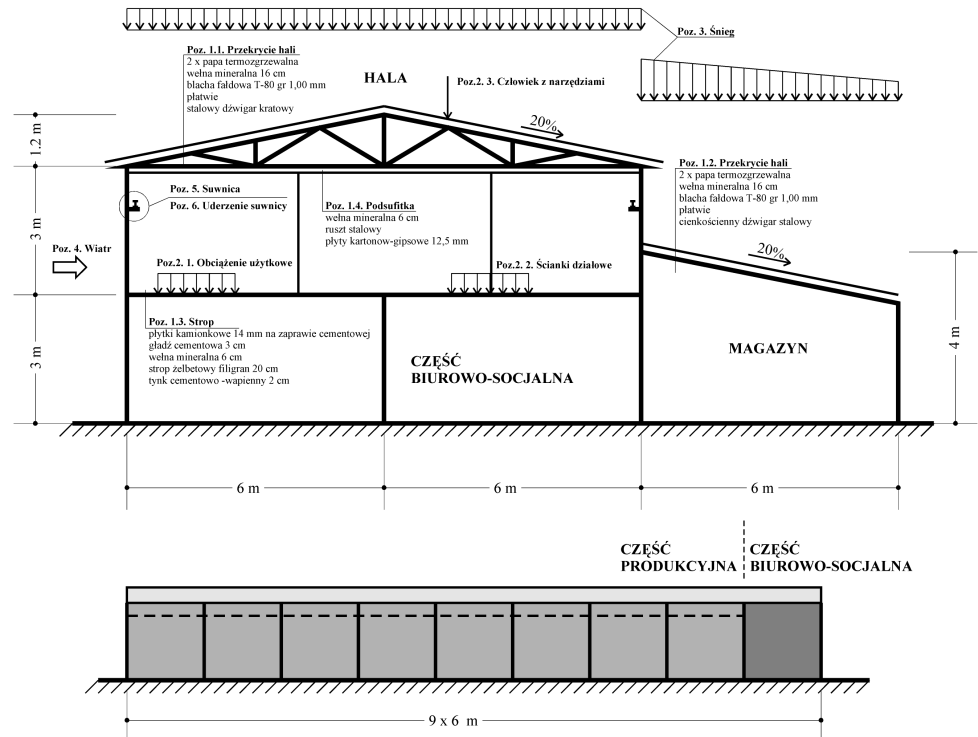 Poz. 3. Śnieg
Poz. 1.1. Przekrycie hali
2 x papa termozgrzewalna
wełna mineralna 16 cm
blacha fałdowa T-80 gr 1,00 mm
płatwie
stalowy dźwigar kratowy
HALA
Poz.2. 3. Człowiek z narzędziami
20%
1.2 m
Poz. 1.2. Przekrycie hali
2 x papa termozgrzewalna
wełna mineralna 16 cm
blacha fałdowa T-80 gr 1,00 mm
płatwie
cienkościenny dźwigar stalowy
Poz. 5. Suwnica
Poz. 6. Uderzenie suwnicy
Poz. 1.4. Podsufitka
wełna mineralna 6 cm
ruszt stalowy
płyty kartonow-gipsowe 12,5 mm
3 m
Poz. 4. Wiatr
20%
Poz.2. 1. Obciążenie użytkowe
Poz.2. 2. Ścianki działowe
Poz. 1.3. Strop
płytki kamionkowe 14 mm na zaprawie cementowej
gładź cementowa 3 cm
wełna mineralna 6 cm
strop żelbetowy filigran 20 cm
tynk cementowo -wapienny 2 cm
3 m
CZĘŚĆ
BIUROWO-SOCJALNA
MAGAZYN
4 m
6 m
6 m
6 m
CZĘŚĆ
PRODUKCYJNA
CZĘŚĆ
BIUROWO-SOCJALNA
9 x 6 m